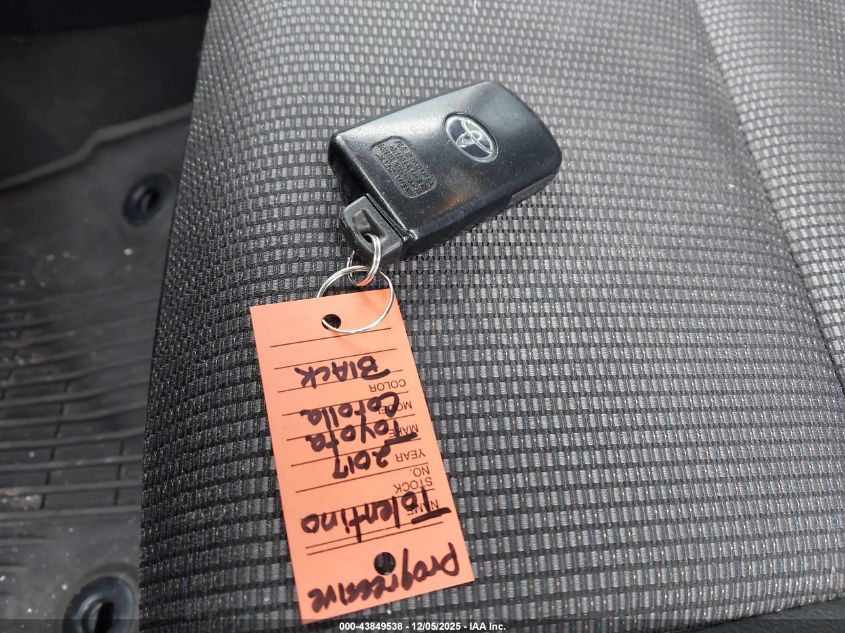 Progressive
NAME Tolentino
STOCK
NO.
YEAR 2017
MAKE Toyota
MODEL Corolla
COLOR Black
000-43849538 - 12/05/2025 - IAA Inc.